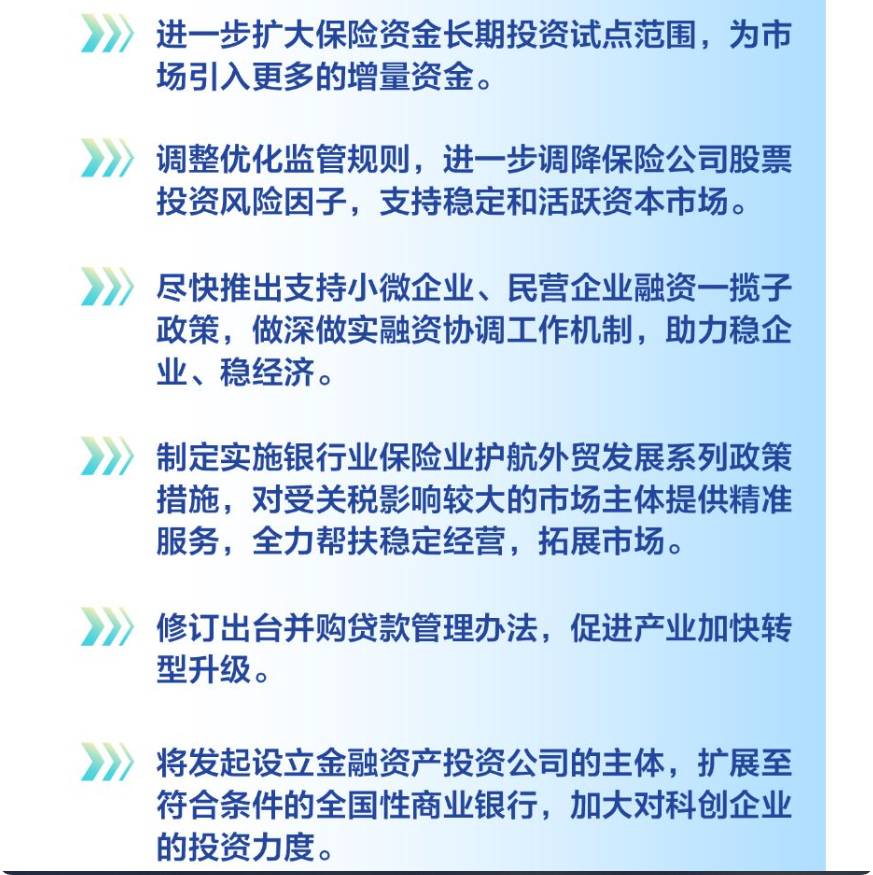 进一步扩大保险资金长期投资试点范围，为市
场引入更多的增量资金。
调整优化监管规则，进一步调降保险公司股票
投资风险因子，支持稳定和活跃资本市场。
尽快推出支持小微企业、民营企业融资一揽子
政策，做深做实融资协调工作机制，助力稳企
业、稳经济。
制定实施银行业保险业护航外贸发展系列政策
措施，对受关税影响较大的市场主体提供精准
服务，全力帮扶稳定经营，拓展市场。
修订出台并购贷款管理办法，促进产业加快转
型升级。
将发起设立金融资产投资公司的主体，扩展至
符合条件的全国性商业银行，加大对科创企业
的投资力度。